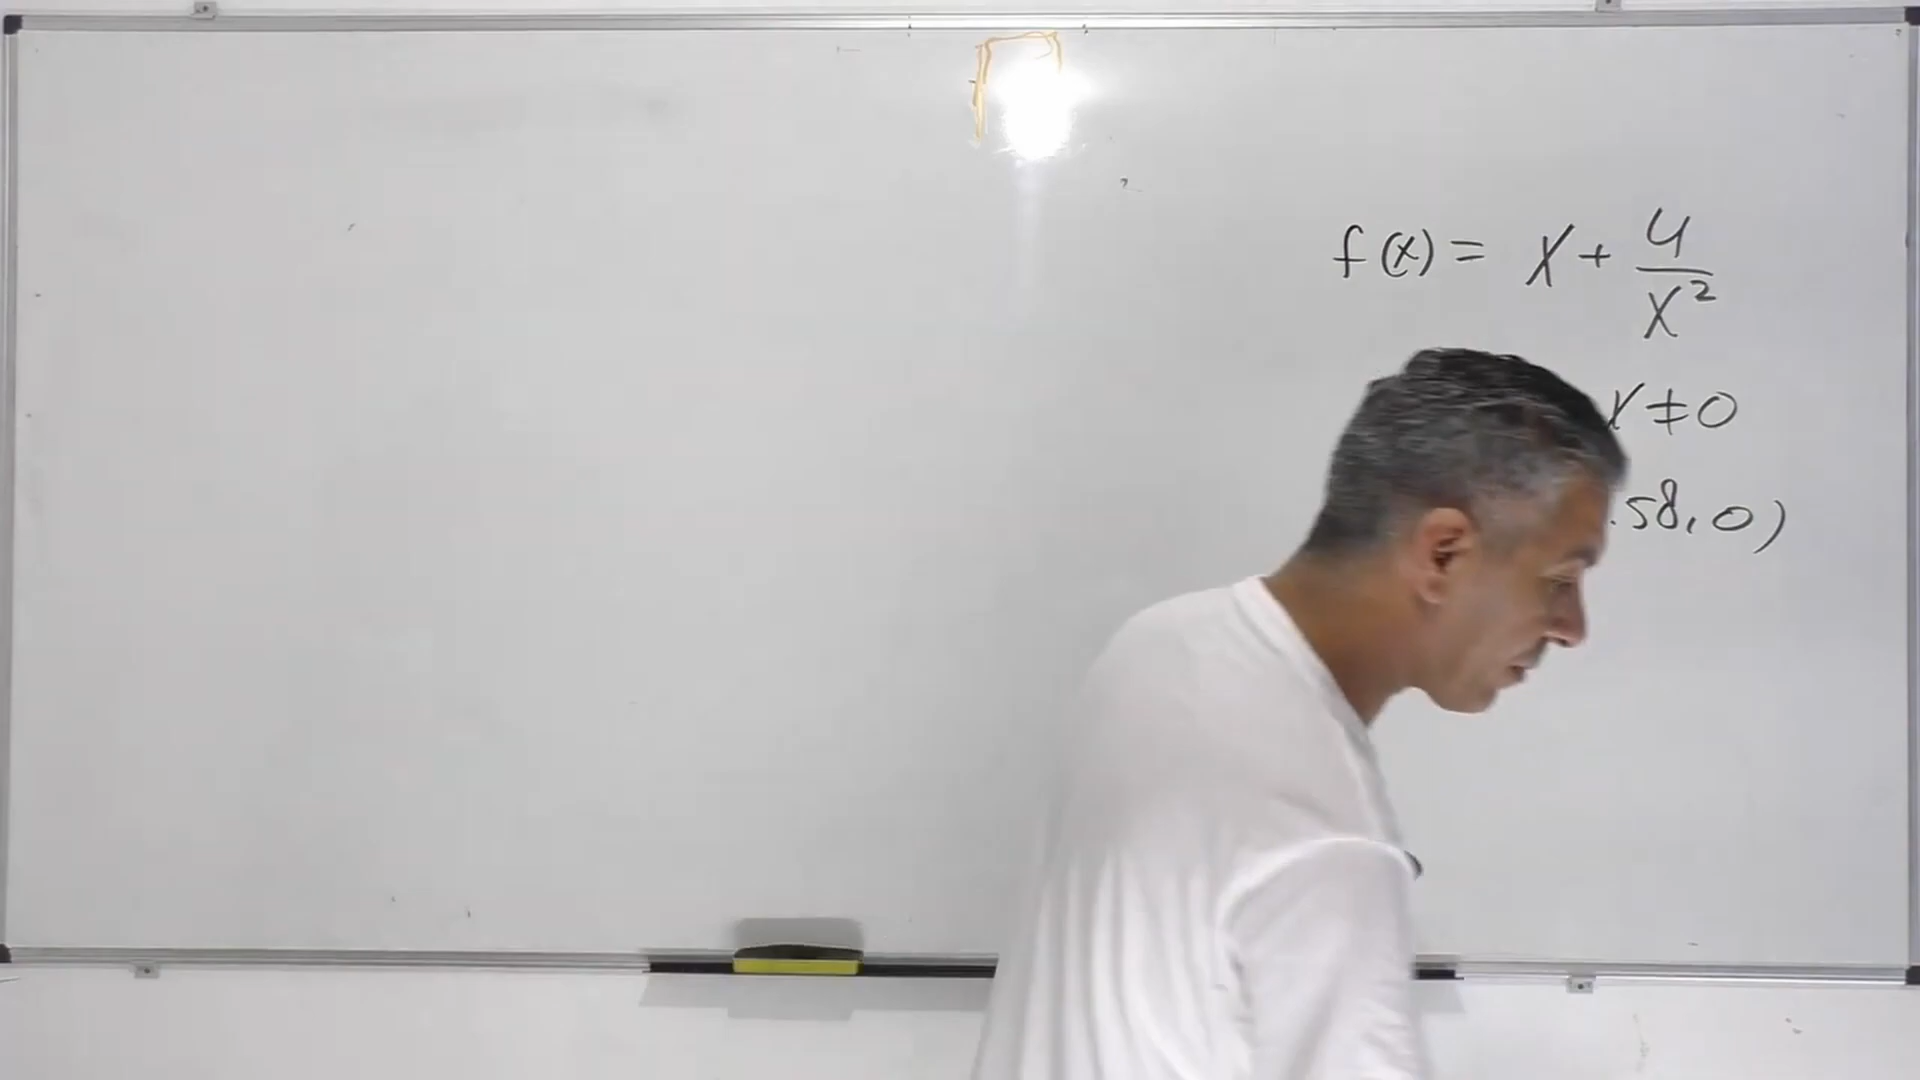 f(x) = x + 4/x²
x ≠ 0
.58, 0)